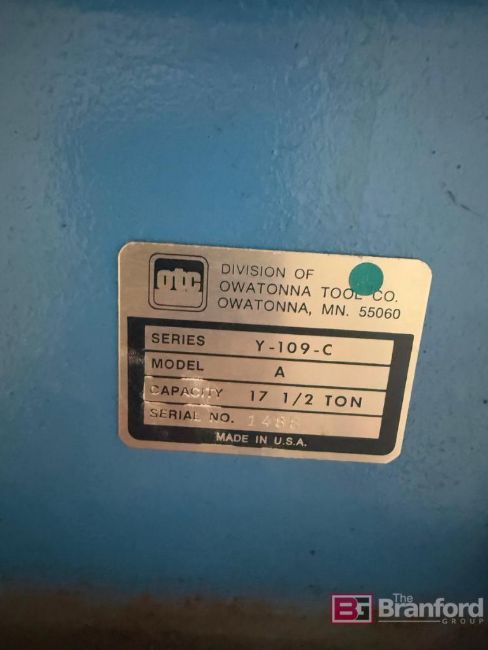 otc
DIVISION OF
OWATONNA TOOL CO.
OWATONNA, MN. 55060
SERIES Y-109-C
MODEL A
CAPACITY 17 1/2 TON
SERIAL NO.
MADE IN U.S.A.
BG The Branford
GROUP